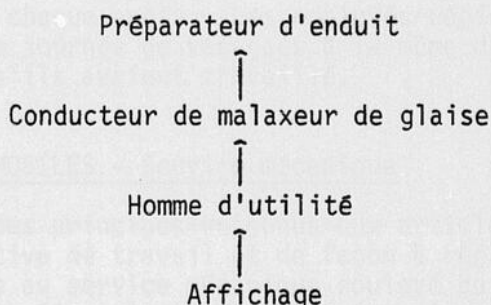 Préparateur d'enduit
Conducteur de malaxeur de glaise
Homme d'utilité
Affichage